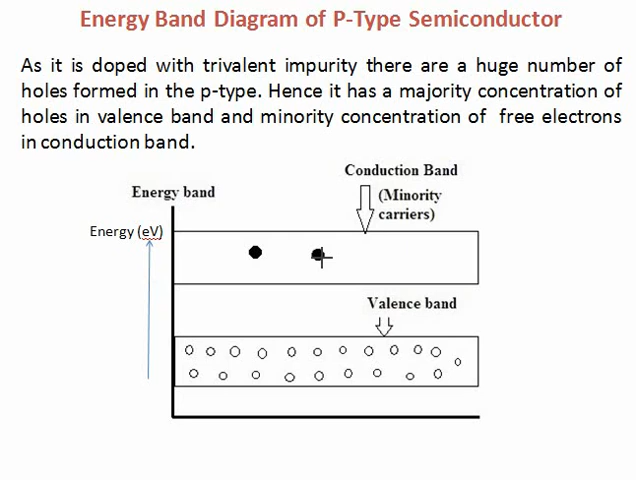 Energy Band Diagram of P-Type Semiconductor
As it is doped with trivalent impurity there are a huge number of
holes formed in the p-type. Hence it has a majority concentration of
holes in valence band and minority concentration of free electrons
in conduction band.
Conduction Band
Energy band
(Minority
carriers)
Energy (eV)
Valence band